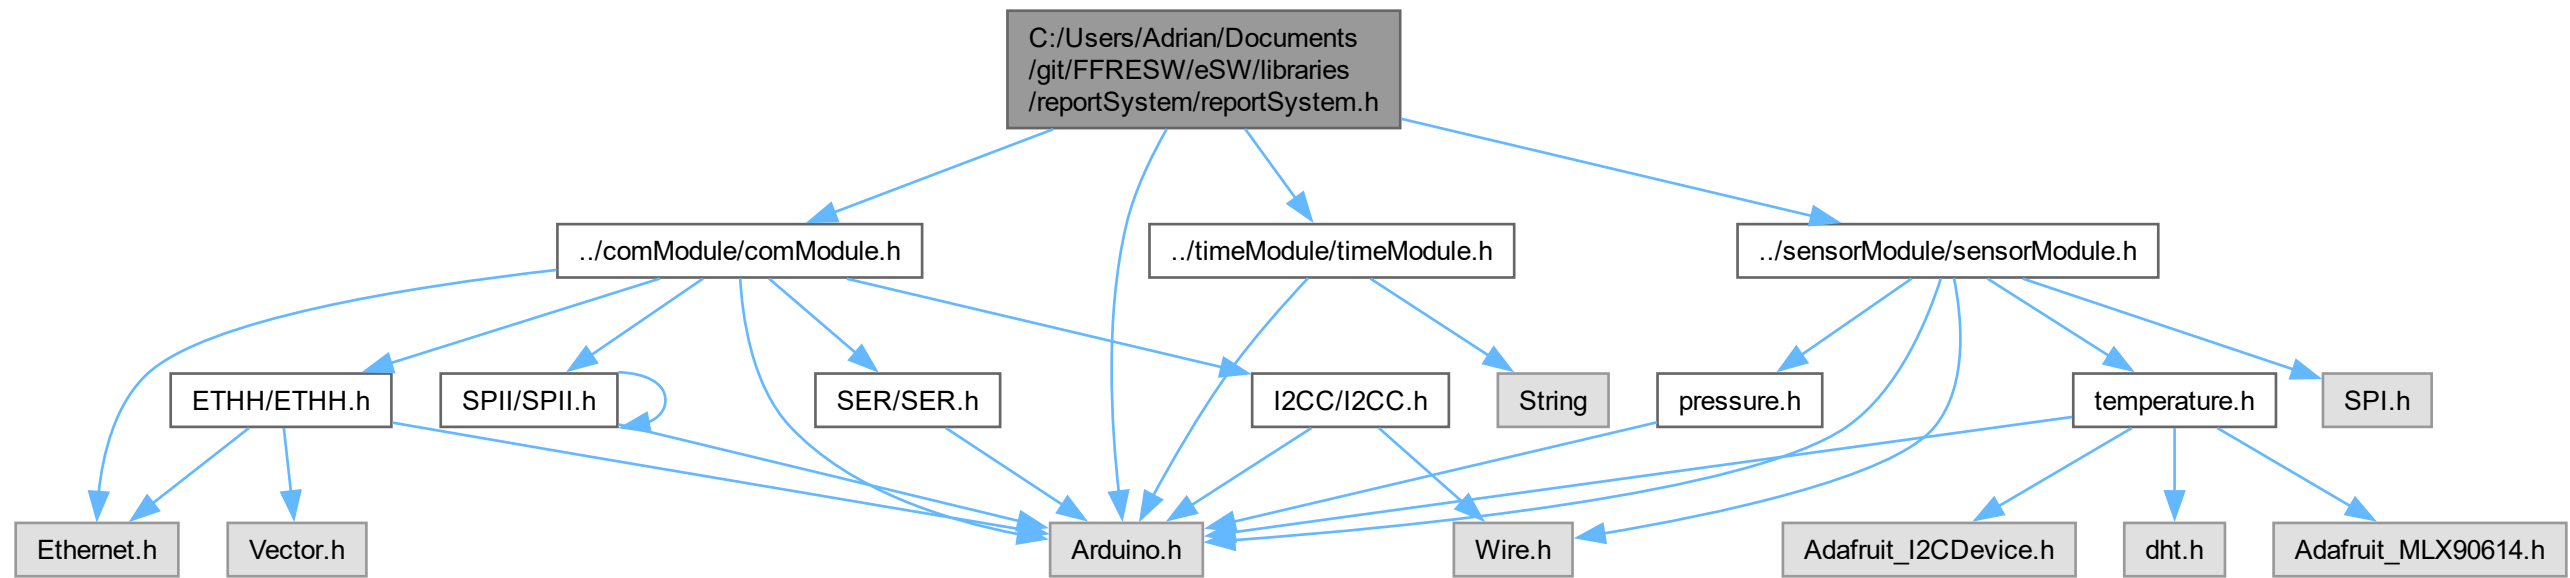 C:/Users/Adrian/Documents
/git/FFRESW/eSW/libraries
/reportSystem/reportSystem.h
../comModule/comModule.h
../timeModule/timeModule.h
../sensorModule/sensorModule.h
ETHH/ETHH.h
SPII/SPII.h
SER/SER.h
I2CC/I2CC.h
String
pressure.h
temperature.h
SPI.h
Ethernet.h
Vector.h
Arduino.h
Wire.h
Adafruit_I2CDevice.h
dht.h
Adafruit_MLX90614.h